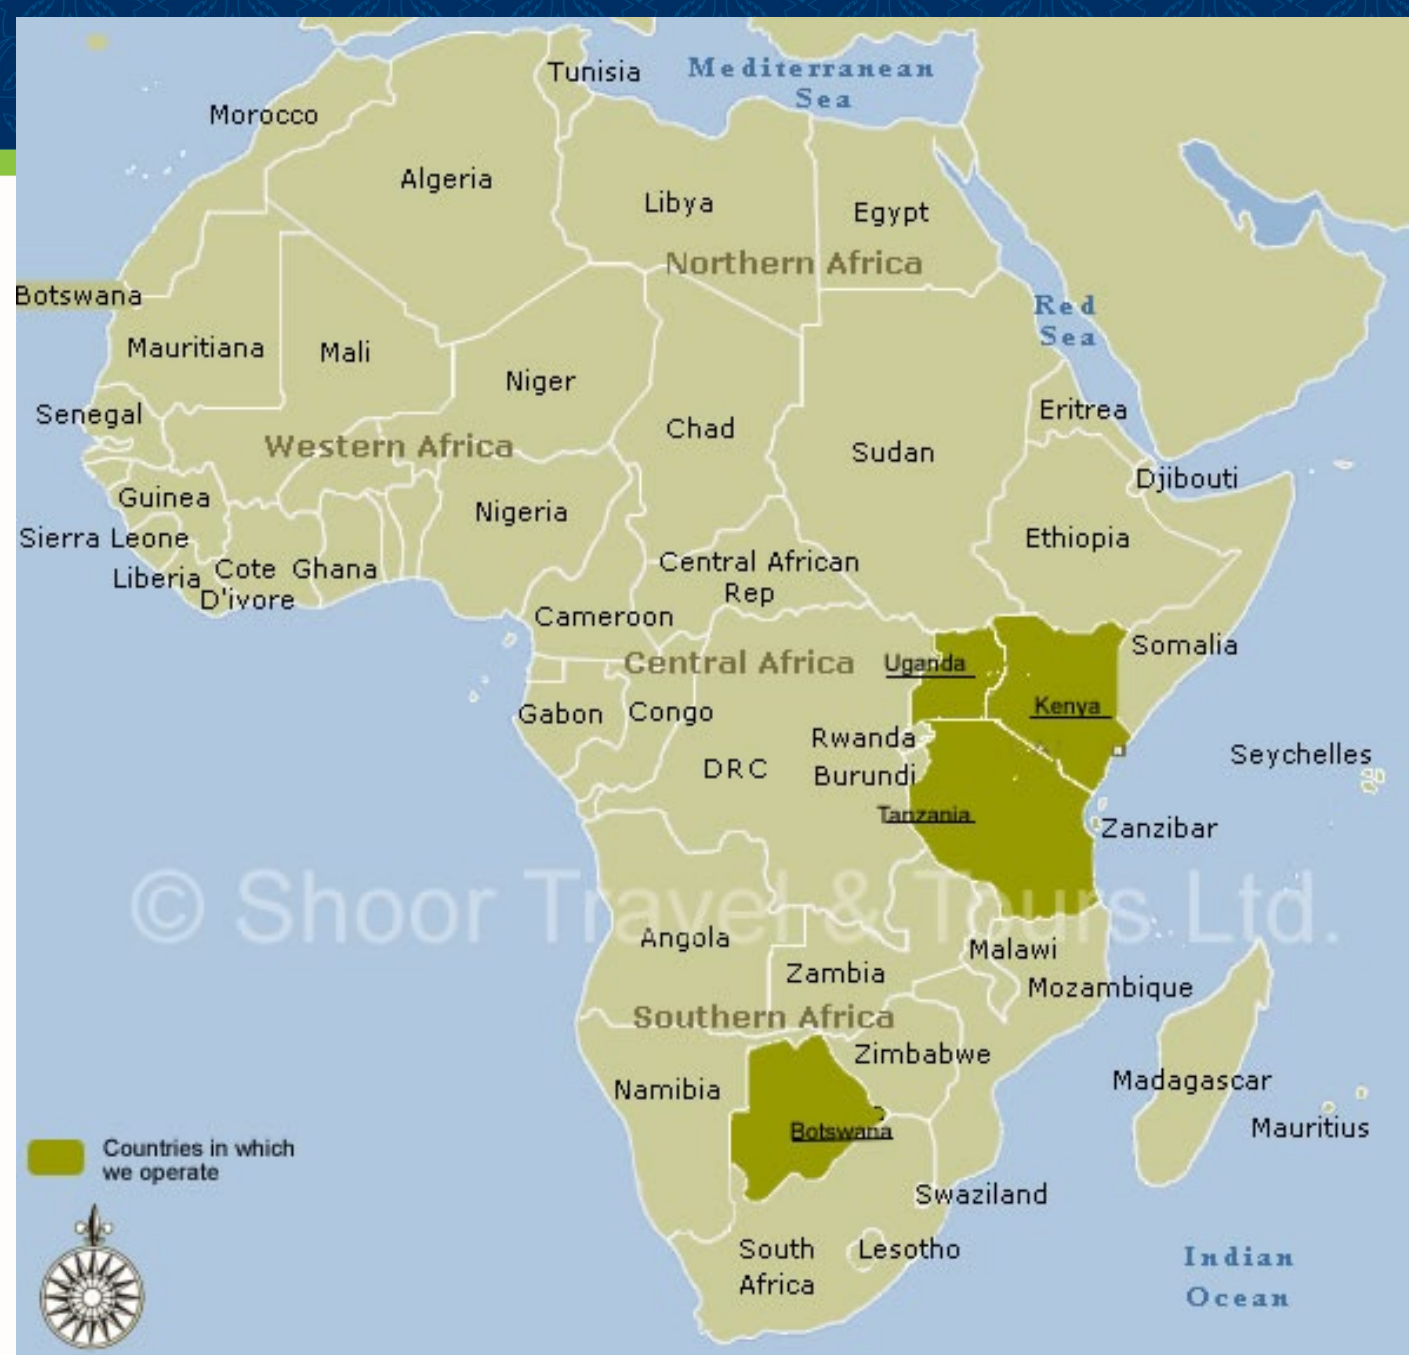 Tunisia
Mediterranean
Sea
Morocco
Algeria
Libya
Egypt
Northern Africa
Botswana
Red
Sea
Mauritiana
Mali
Niger
Senegal
Eritrea
Chad
Western Africa
Sudan
Djibouti
Guinea
Nigeria
Sierra Leone
Ethiopia
Liberia
Cote
D'ivore
Ghana
Central African
Rep
Cameroon
Somalia
Central Africa
Uganda
Kenya
Gabon
Congo
Rwanda
Seychelles
DRC
Burundi
Tanzania
Zanzibar
© Shoor Travel & Tours Ltd.
Angola
Malawi
Zambia
Mozambique
Southern Africa
Zimbabwe
Namibia
Madagascar
Botswana
Mauritius
Countries in which
we operate
Swaziland
South
Africa
Lesotho
Indian
Ocean